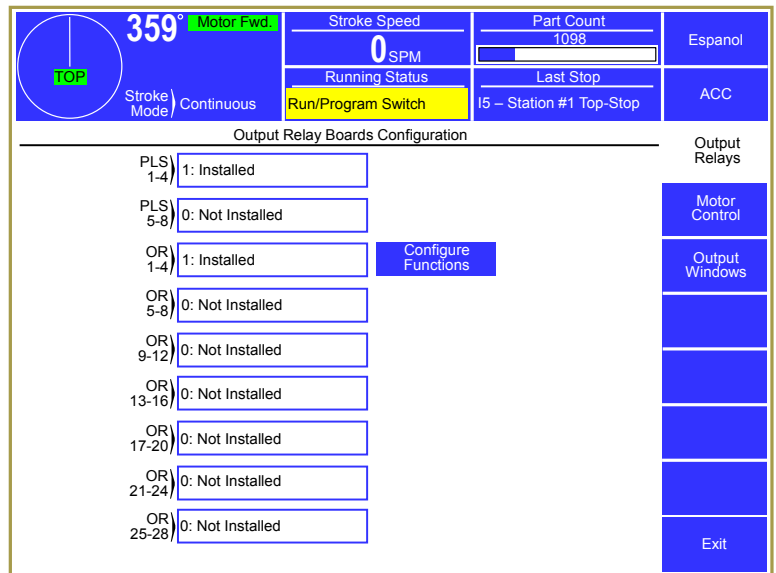 359° Motor Fwd.
TOP
Stroke Mode Continuous
Stroke Speed
0 SPM
Part Count
1098
Running Status
Run/Program Switch
Last Stop
I5 – Station #1 Top-Stop
Espanol
ACC
Output Relay Boards Configuration
PLS 1-4 1: Installed
PLS 5-8 0: Not Installed
OR 1-4 1: Installed
Configure Functions
OR 5-8 0: Not Installed
OR 9-12 0: Not Installed
OR 13-16 0: Not Installed
OR 17-20 0: Not Installed
OR 21-24 0: Not Installed
OR 25-28 0: Not Installed
Output Relays
Motor Control
Output Windows
Exit